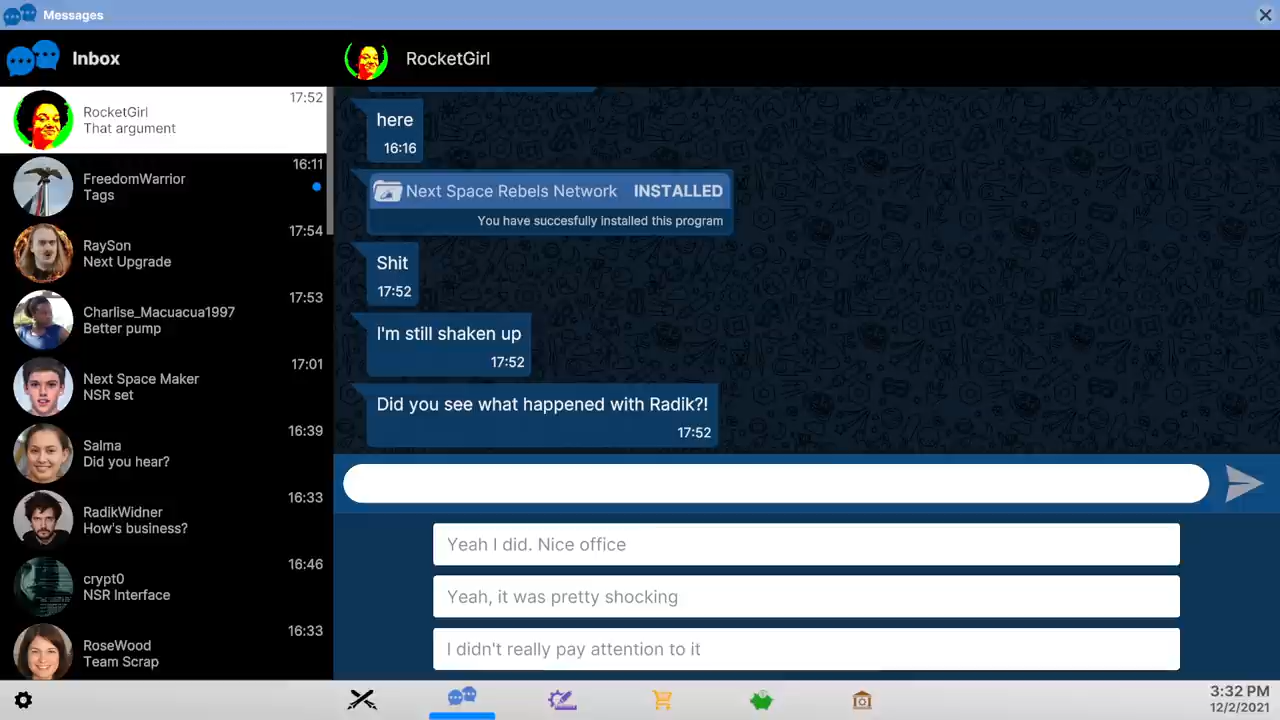 Messages
Inbox
RocketGirl
17:52
RocketGirl
That argument
16:11
FreedomWarrior
Tags
17:54
RaySon
Next Upgrade
17:53
Charlise_Macuacua1997
Better pump
17:01
Next Space Maker
NSR set
16:39
Salma
Did you hear?
16:33
RadikWidner
How's business?
16:46
crypt0
NSR Interface
16:33
RoseWood
Team Scrap
here
16:16
Next Space Rebels Network INSTALLED
You have succesfully installed this program
Shit
17:52
I'm still shaken up
17:52
Did you see what happened with Radik?!
17:52
Yeah I did. Nice office
Yeah, it was pretty shocking
I didn't really pay attention to it
3:32 PM
12/2/2021